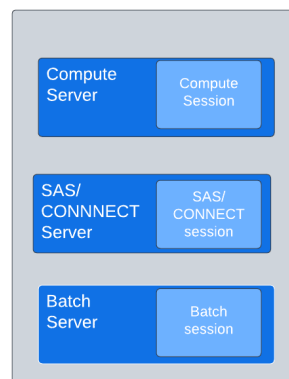 Compute
Server
Compute
Session
SAS/
CONNNECT
Server
SAS/
CONNECT
session
Batch
Server
Batch
session